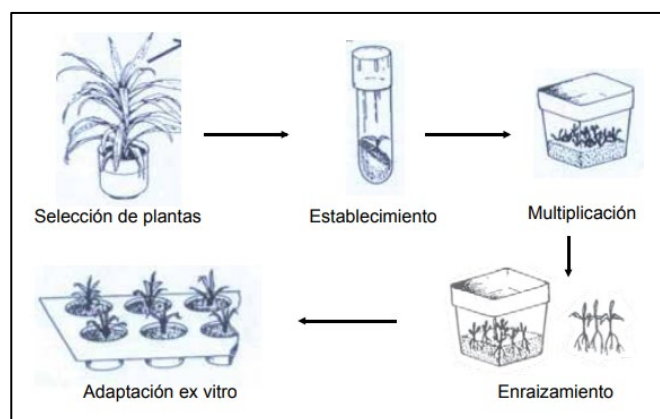 Selección de plantas
Establecimiento
Multiplicación
Enraizamiento
Adaptación ex vitro